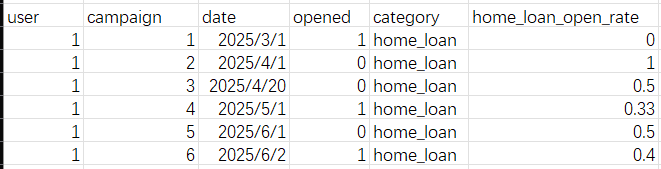 user campaign date opened category home_loan_open_rate
1 1 2025/3/1 1 home_loan 0
1 2 2025/4/1 0 home_loan 1
1 3 2025/4/20 0 home_loan 0.5
1 4 2025/5/1 1 home_loan 0.33
1 5 2025/6/1 0 home_loan 0.5
1 6 2025/6/2 1 home_loan 0.4